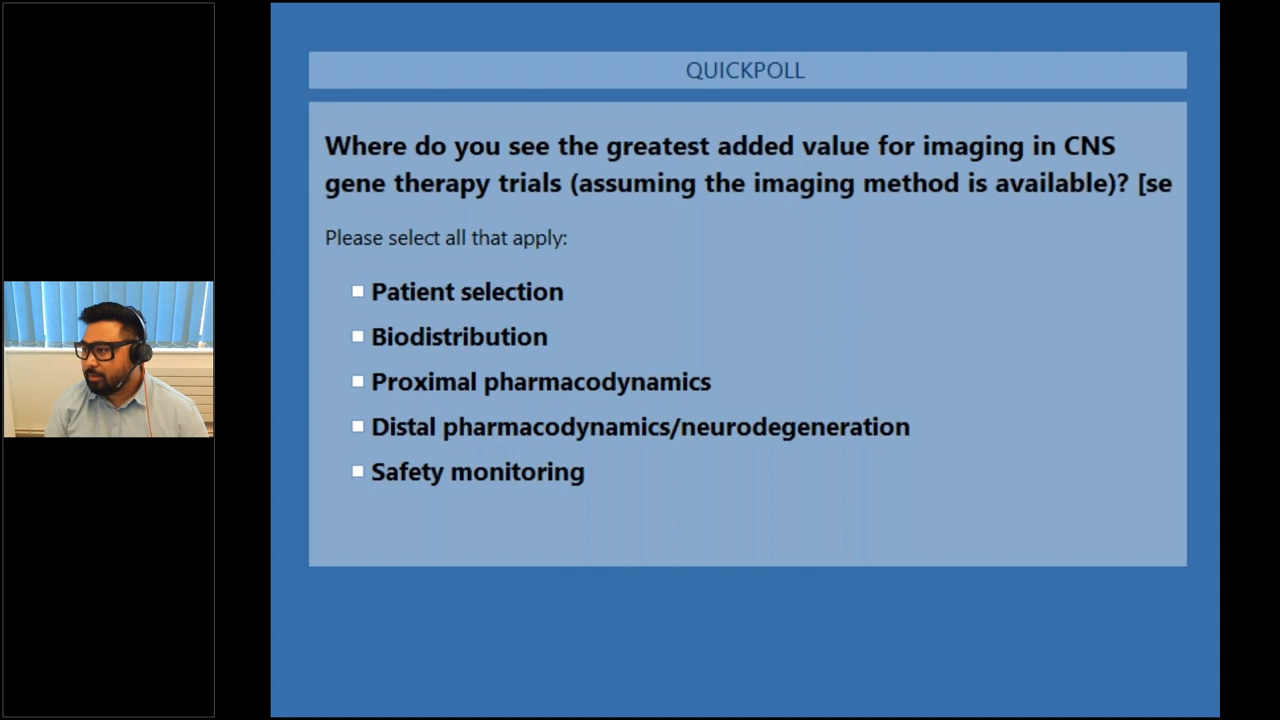 QUICKPOLL
Where do you see the greatest added value for imaging in CNS
gene therapy trials (assuming the imaging method is available)? [se
Please select all that apply:
Patient selection
Biodistribution
Proximal pharmacodynamics
Distal pharmacodynamics/neurodegeneration
Safety monitoring